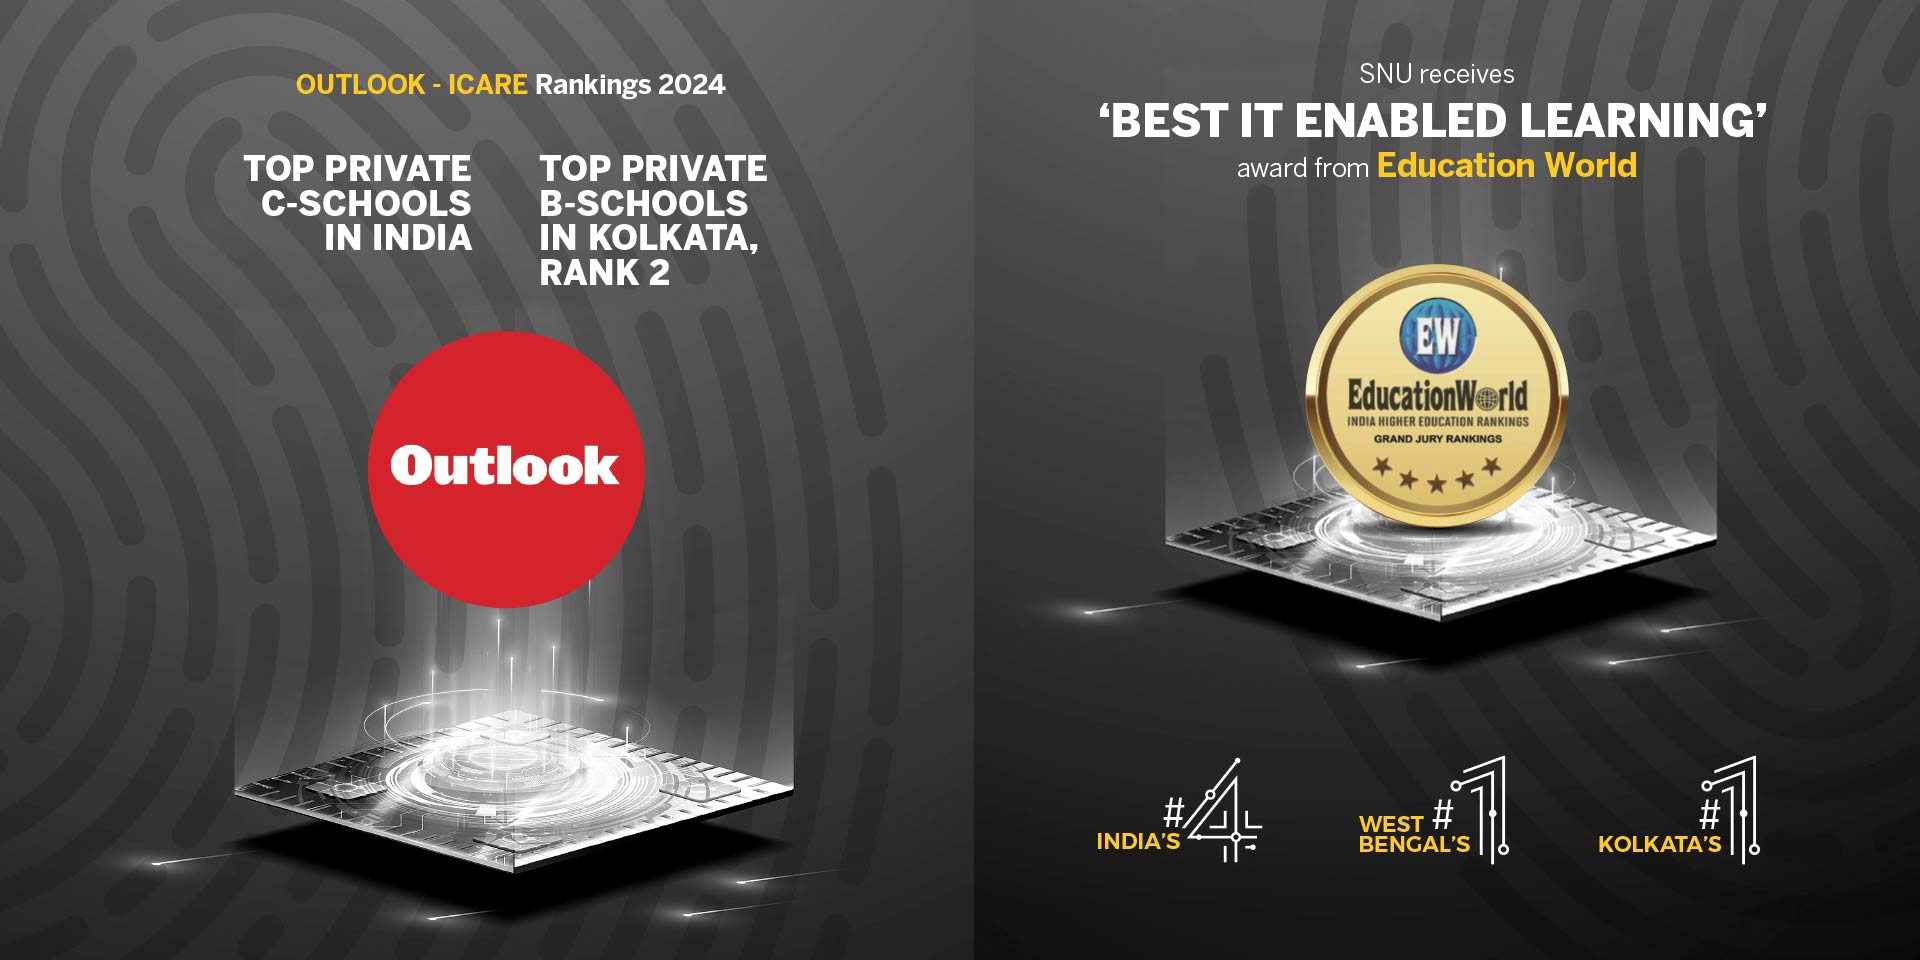 OUTLOOK - ICARE Rankings 2024
TOP PRIVATE
C-SCHOOLS
IN INDIA
TOP PRIVATE
B-SCHOOLS
IN KOLKATA,
RANK 2
Outlook
SNU receives
‘BEST IT ENABLED LEARNING’
award from Education World
EW
EducationWorld
INDIA HIGHER EDUCATION RANKINGS
GRAND JURY RANKINGS
INDIA’S #4
WEST
BENGAL’S #1
KOLKATA’S #1